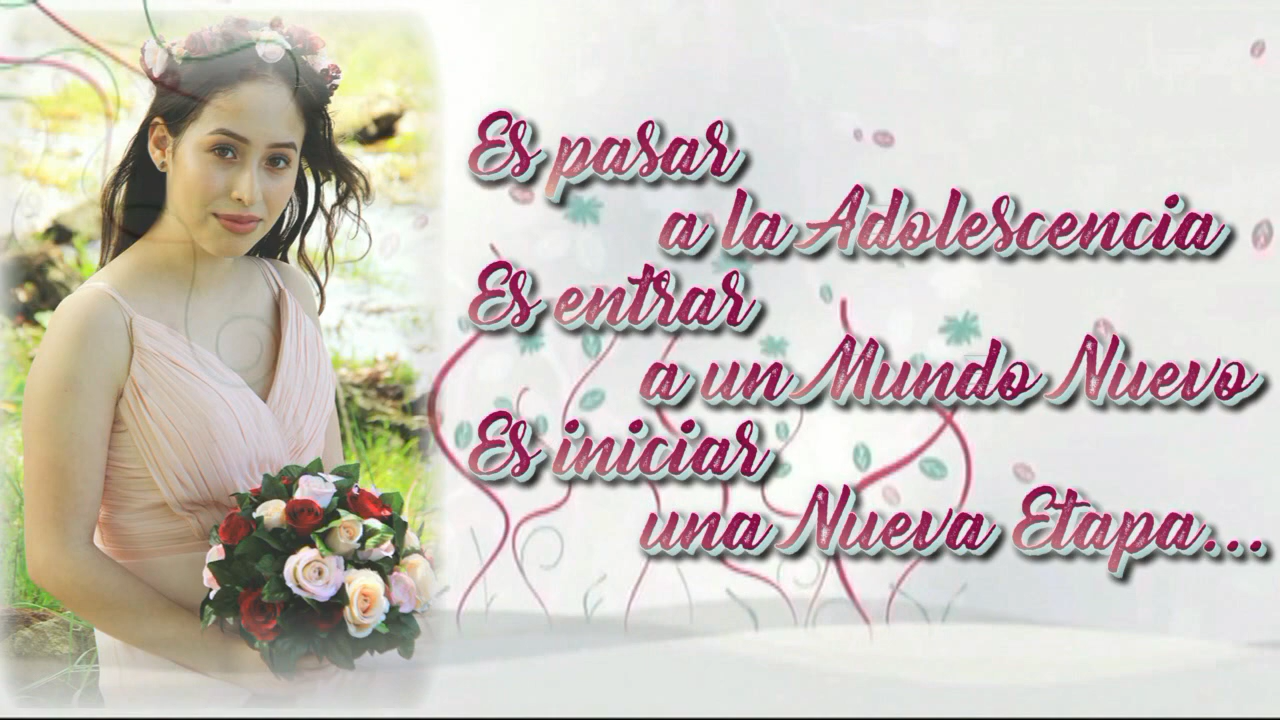 Es pasar
a la Adolescencia
Es entrar
a un Mundo Nuevo
Es iniciar
una Nueva Etapa...